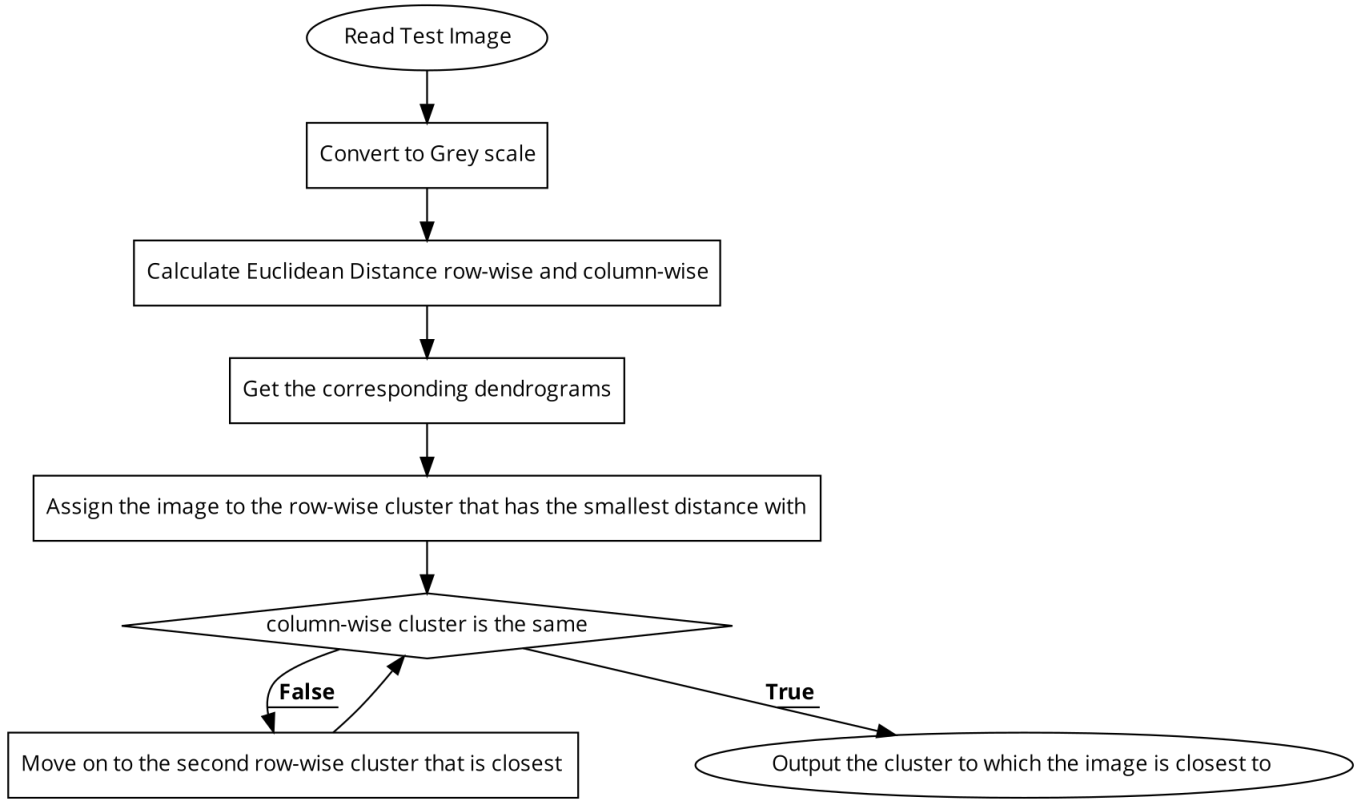 Read Test Image
Convert to Grey scale
Calculate Euclidean Distance row-wise and column-wise
Get the corresponding dendrograms
Assign the image to the row-wise cluster that has the smallest distance with
column-wise cluster is the same
False
True
Move on to the second row-wise cluster that is closest
Output the cluster to which the image is closest to